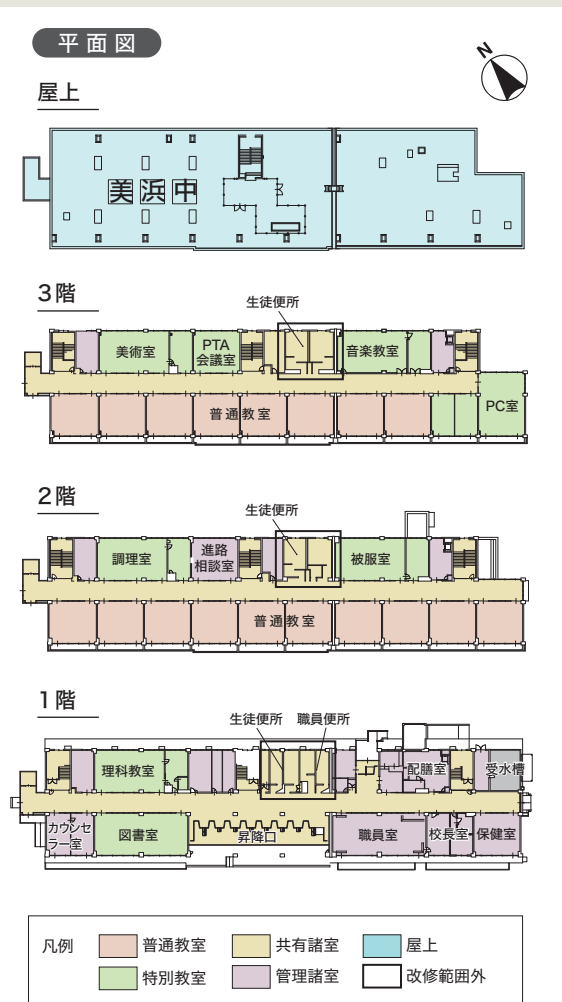 平面図
N
屋上
美浜中
3階
生徒便所
美術室
PTA
会議室
音楽教室
普通教室
PC室
2階
生徒便所
調理室
進路
相談室
被服室
普通教室
1階
生徒便所 職員便所
理科教室
配膳室
受水槽
カウンセ
ラー室
図書室
昇降口
職員室
校長室
保健室
凡例
普通教室
共有諸室
屋上
特別教室
管理諸室
改修範囲外